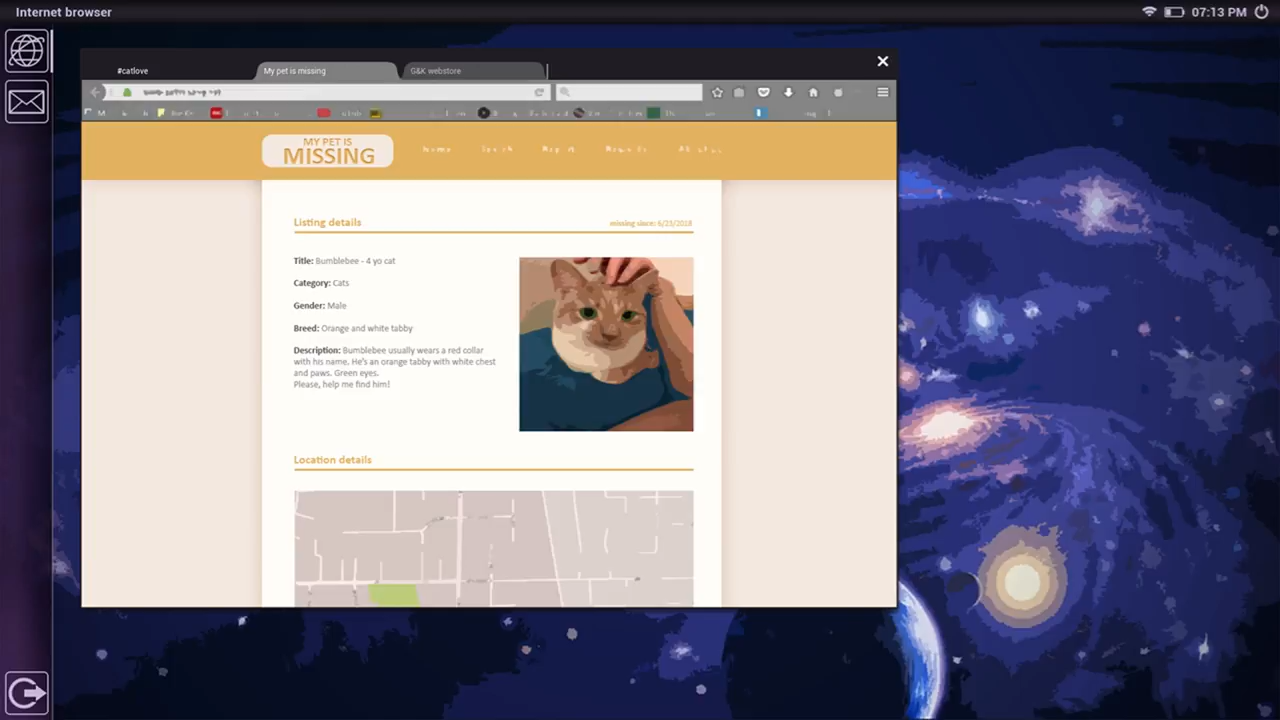 Internet browser
07:13 PM
#catlove
My pet is missing
G&K webstore
MY PET IS
MISSING
Listing details
missing since: 6/23/2018
Title: Bumblebee - 4 yo cat
Category: Cats
Gender: Male
Breed: Orange and white tabby
Description: Bumblebee usually wears a red collar
with his name. He's an orange tabby with white chest
and paws. Green eyes.
Please, help me find him!
Location details